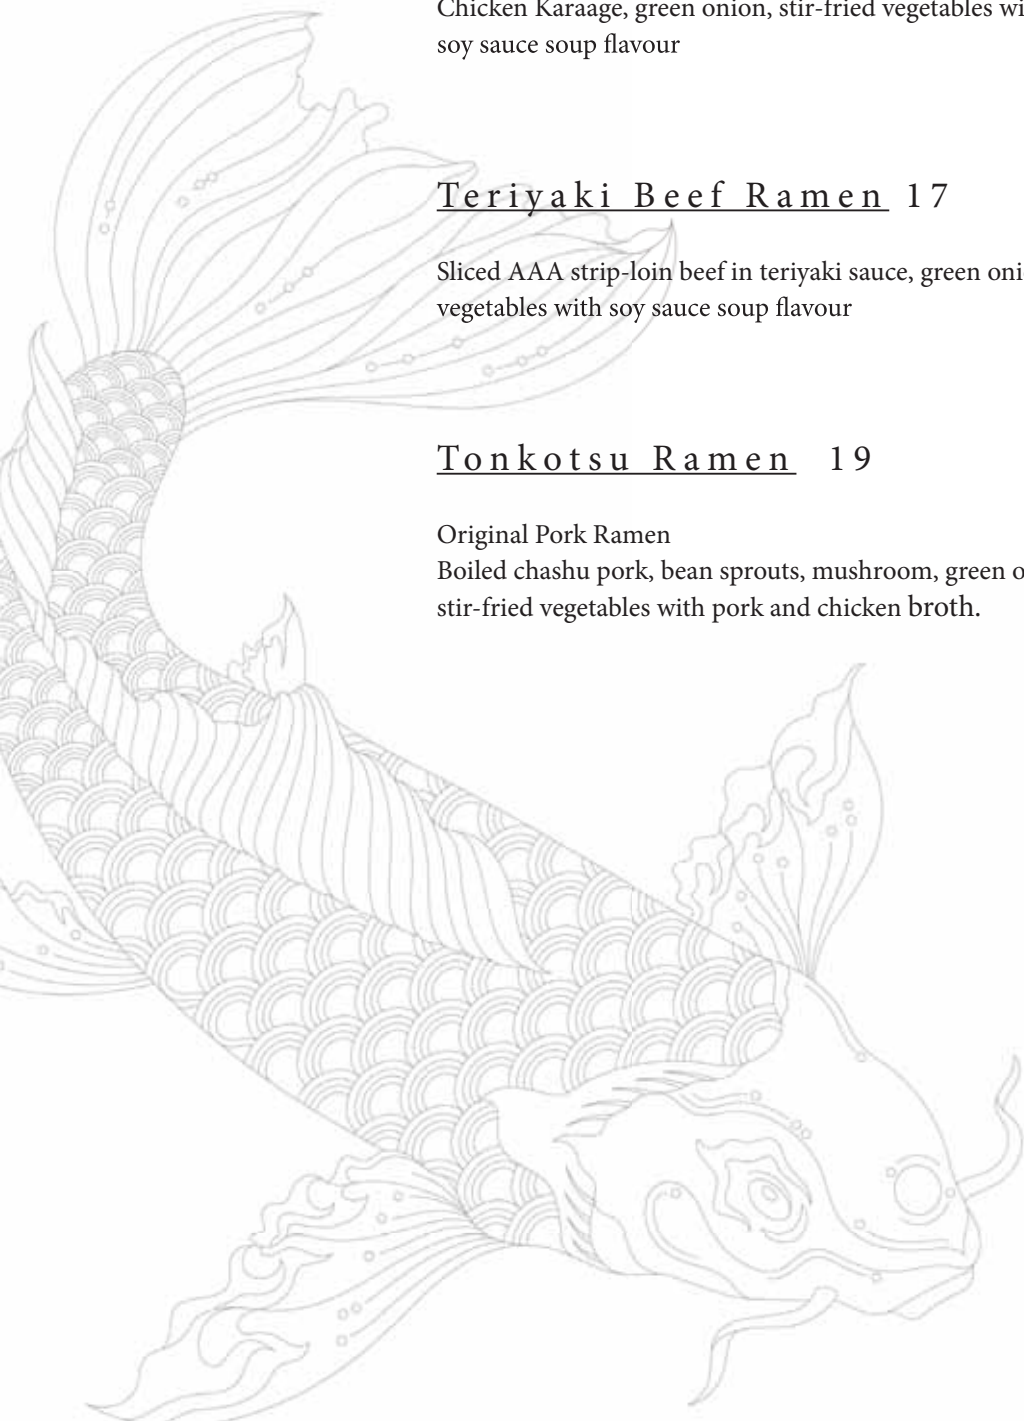 Chicken Karaage, green onion, stir-fried vegetables
soy sauce soup flavour
Teriyaki Beef Ramen 17
Sliced AAA strip-loin beef in teriyaki sauce, green
vegetables with soy sauce soup flavour
Tonkotsu Ramen 19
Original Pork Ramen
Boiled chashu pork, bean sprouts, mushroom, green
stir-fried vegetables with pork and chicken broth.